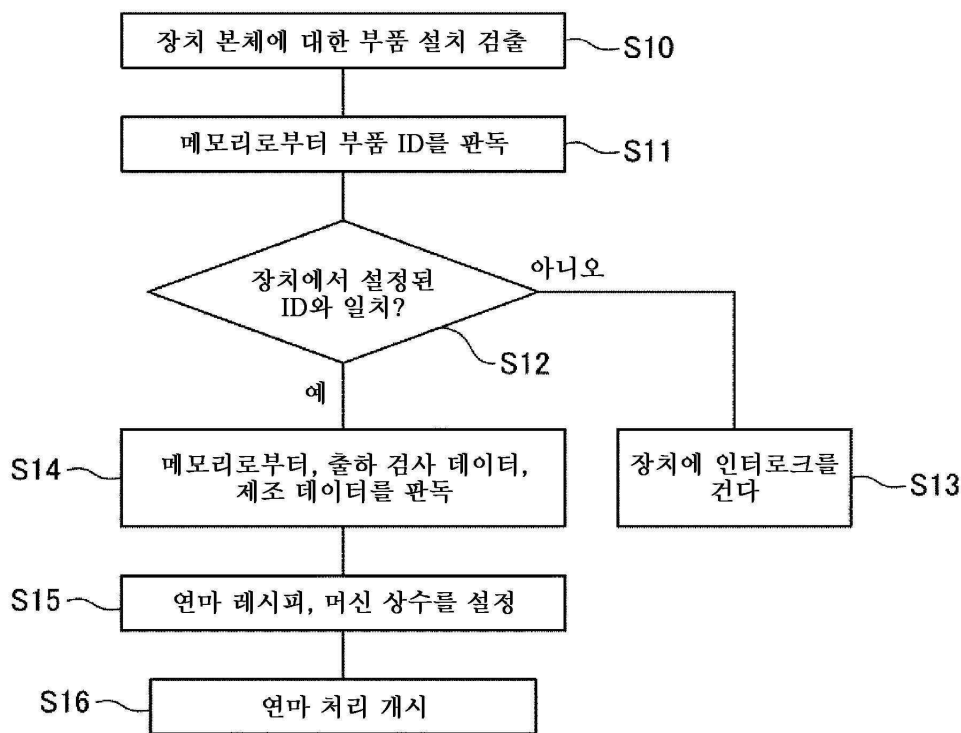 장치 본체에 대한 부품 설치 검출
S10
메모리로부터 부품 ID를 판독
S11
장치에서 설정된
ID와 일치?
아니오
S12
예
S14
메모리로부터, 출하 검사 데이터,
제조 데이터를 판독
장치에 인터로크를
건다
S13
S15
연마 레시피, 머신 상수를 설정
S16
연마 처리 개시